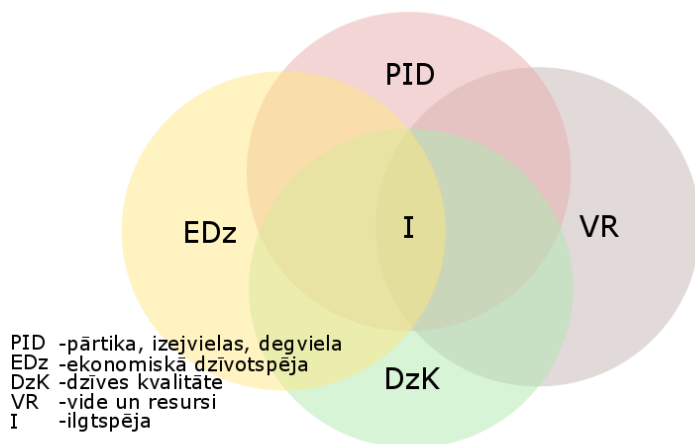 PID
EDz
I
VR
DzK
PID -pārtika, izejvielas, degviela
EDz -ekonomiskā dzīvotspēja
DzK -dzīves kvalitāte
VR -vide un resursi
I -ilgtspēja